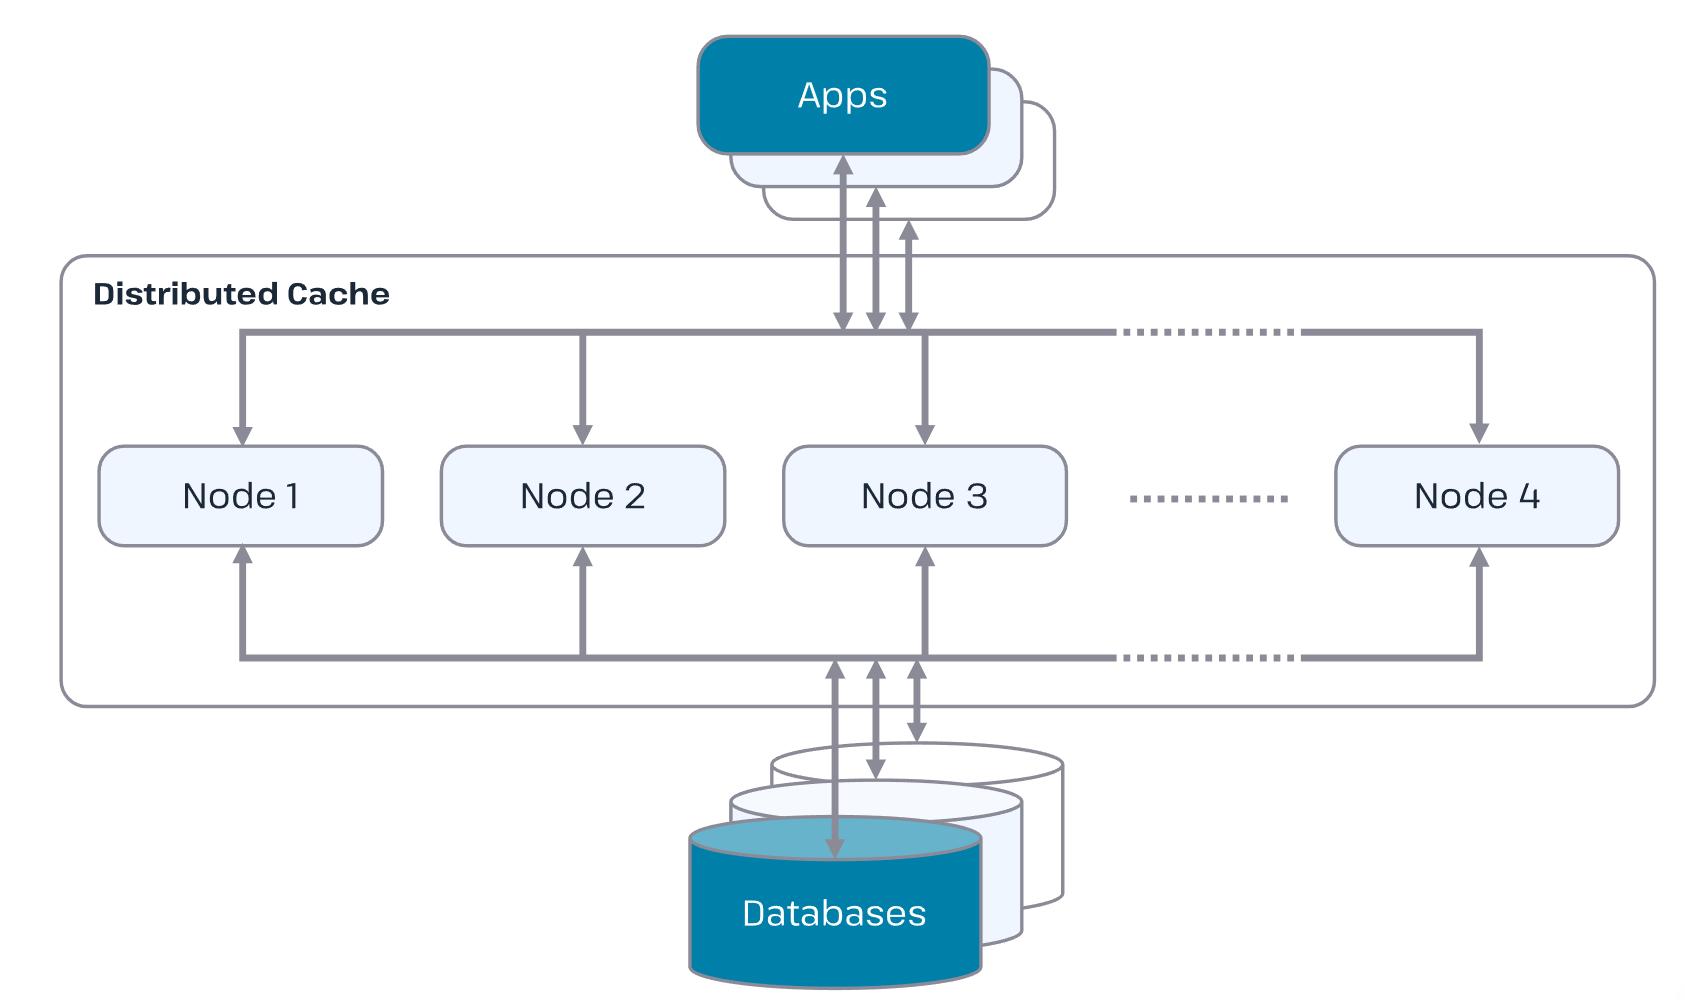 Apps
Distributed Cache
Node 1
Node 2
Node 3
Node 4
Databases